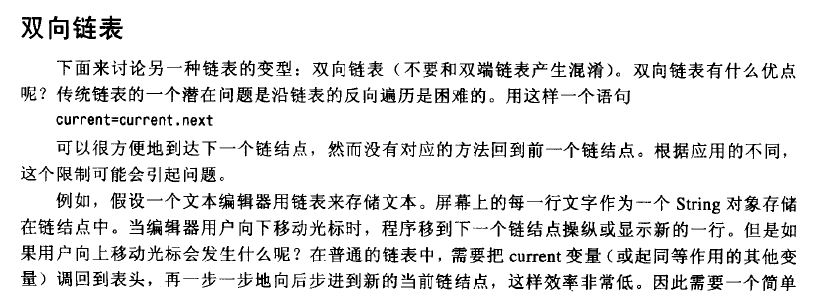 双向链表
下面来讨论另一种链表的变型：双向链表（不要和双端链表产生混淆）。双向链表有什么优点
呢？传统链表的一个潜在问题是沿链表的反向遍历是困难的。用这样一个语句
current=current.next
可以很方便地到达下一个链结点，然而没有对应的方法回到前一个链结点。根据应用的不同，
这个限制可能会引起问题。
例如，假设一个文本编辑器用链表来存储文本。屏幕上的每一行文字作为一个 String 对象存储
在链结点中。当编辑器用户向下移动光标时，程序移到下一个链结点操纵或显示新的一行。但是如
果用户向上移动光标会发生什么呢？在普通的链表中，需要把 current 变量（或起同等作用的其他变
量）调回到表头，再一步一步地向后步进到新的当前链结点，这样效率非常低。因此需要一个简单